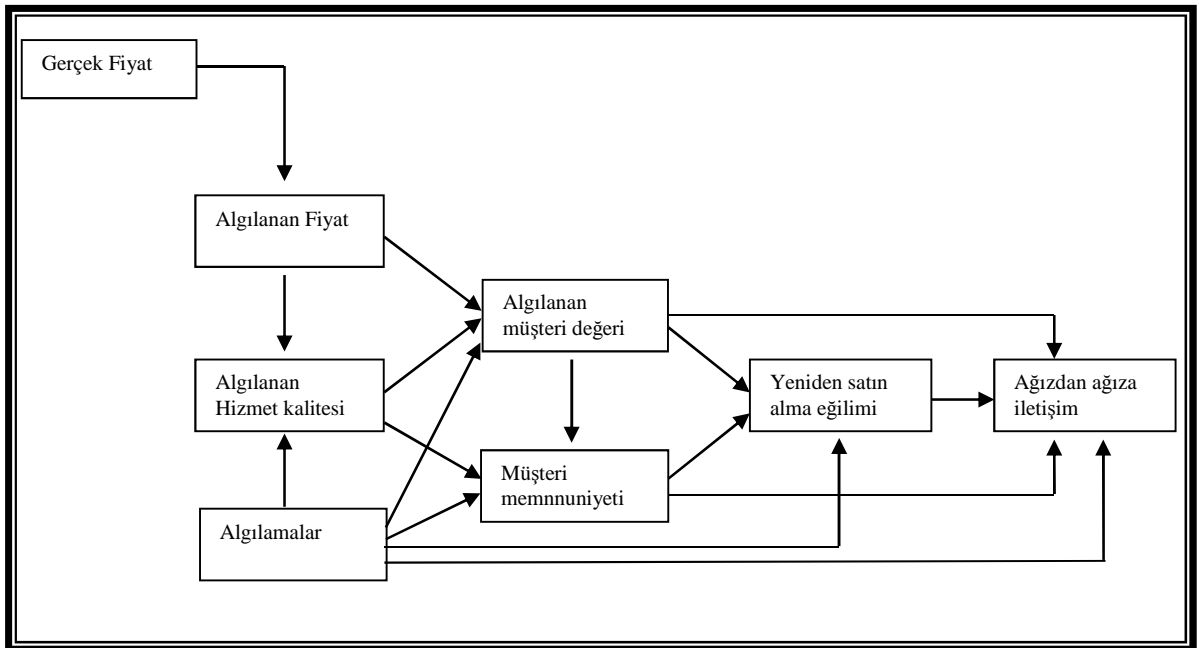 Gerçek Fiyat
Algılanan Fiyat
Algılanan
müşteri değeri
Algılanan
Hizmet kalitesi
Yeniden satın
alma eğilimi
Ağızdan ağıza
iletişim
Müşteri
memnnuniyeti
Algılamalar